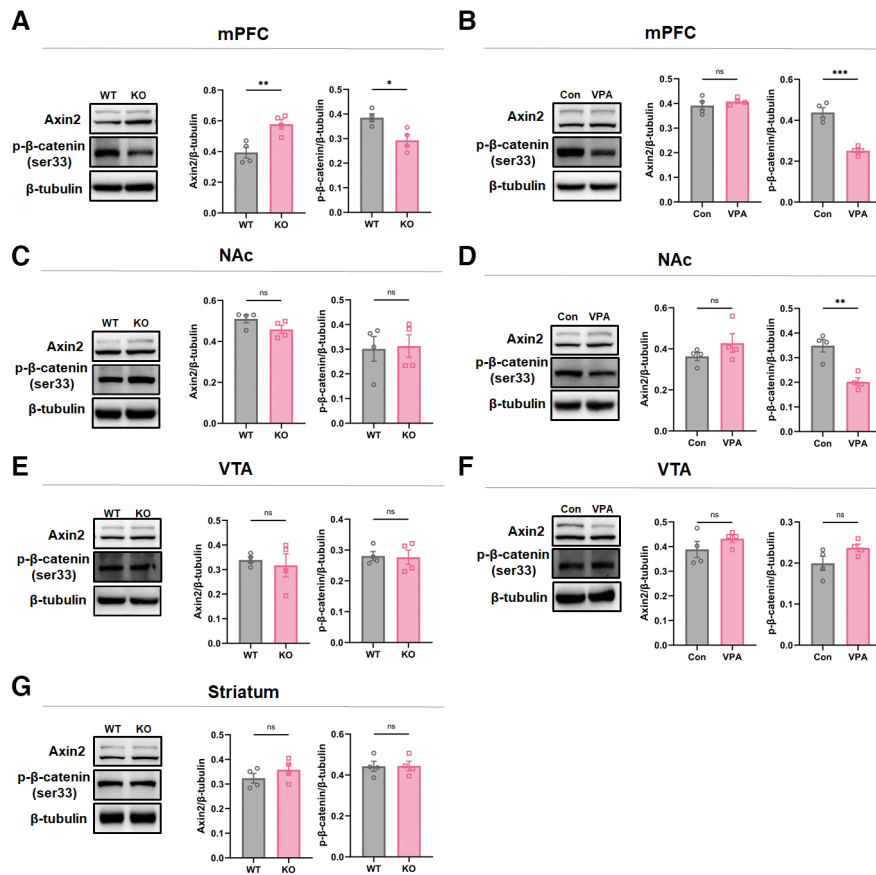 A
mPFC
WT KO
Axin2
p-β-catenin
(ser33)
β-tubulin
Axin2/β-tubulin
0.8
0.6
0.4
0.2
0.0
**
WT
KO
p-β-catenin/β-tubulin
0.5
0.4
0.3
0.2
0.1
0.0
*
WT
KO
B
mPFC
Con VPA
Axin2
p-β-catenin
(ser33)
β-tubulin
Axin2/β-tubulin
0.5
0.4
0.3
0.2
0.1
0.0
ns
Con
VPA
p-β-catenin/β-tubulin
0.6
0.4
0.2
0.0
***
Con
VPA
C
NAc
WT KO
Axin2
p-β-catenin
(ser33)
β-tubulin
Axin2/β-tubulin
0.6
0.4
0.2
0.0
ns
WT
KO
p-β-catenin/β-tubulin
0.5
0.4
0.3
0.2
0.1
0.0
ns
WT
KO
D
NAc
Con VPA
Axin2
p-β-catenin
(ser33)
β-tubulin
Axin2/β-tubulin
0.6
0.4
0.2
0.0
ns
Con
VPA
p-β-catenin/β-tubulin
0.5
0.4
0.3
0.2
0.1
0.0
**
Con
VPA
E
VTA
WT KO
Axin2
p-β-catenin
(ser33)
β-tubulin
Axin2/β-tubulin
0.5
0.4
0.3
0.2
0.1
0.0
ns
WT
KO
p-β-catenin/β-tubulin
0.4
0.3
0.2
0.1
0.0
ns
WT
KO
F
VTA
Con VPA
Axin2
p-β-catenin
(ser33)
β-tubulin
Axin2/β-tubulin
0.5
0.4
0.3
0.2
0.1
0.0
ns
Con
VPA
p-β-catenin/β-tubulin
0.3
0.2
0.1
0.0
ns
Con
VPA
G
Striatum
WT KO
Axin2
p-β-catenin
(ser33)
β-tubulin
Axin2/β-tubulin
0.5
0.4
0.3
0.2
0.1
0.0
ns
WT
KO
p-β-catenin/β-tubulin
0.6
0.4
0.2
0.0
ns
WT
KO